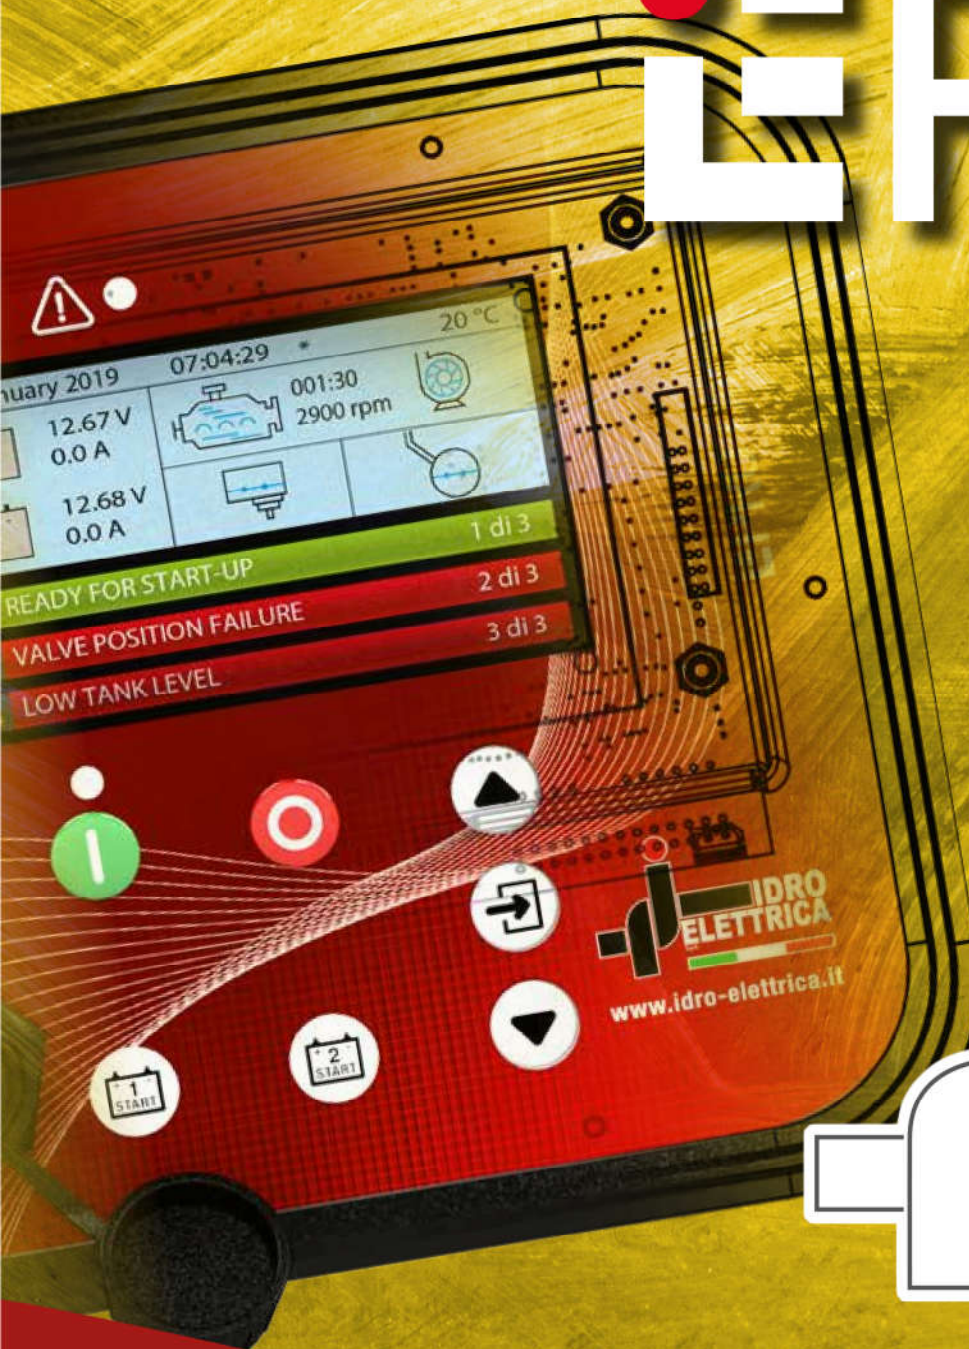 nuary 2019 07:04:29 * 20 °C
12.67 V
0.0 A
001:30
2900 rpm
12.68 V
0.0 A
READY FOR START-UP 1 di 3
VALVE POSITION FAILURE 2 di 3
LOW TANK LEVEL 3 di 3
IDRO
ELETTRICA
www.idro-elettrica.it
1
START
2
START